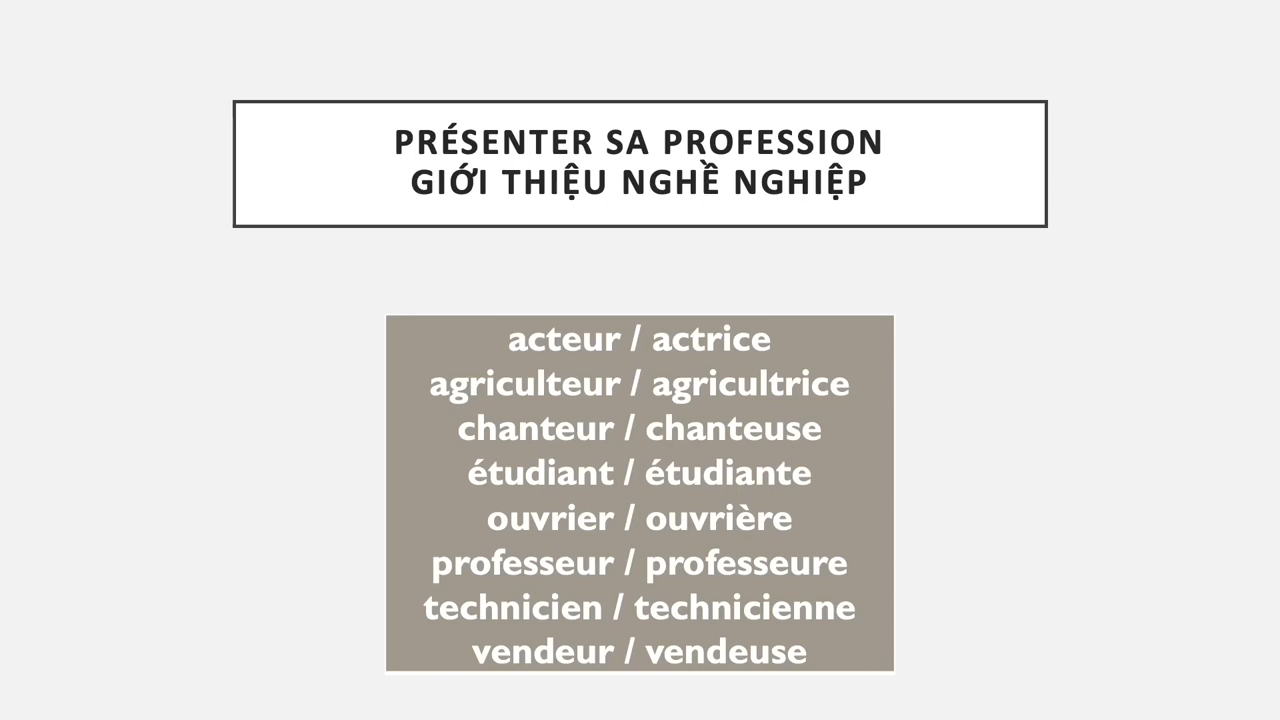 PRÉSENTER SA PROFESSION
GIỚI THIỆU NGHỀ NGHIỆP
acteur / actrice
agriculteur / agricultrice
chanteur / chanteuse
étudiant / étudiante
ouvrier / ouvrière
professeur / professeure
technicien / technicienne
vendeur / vendeuse